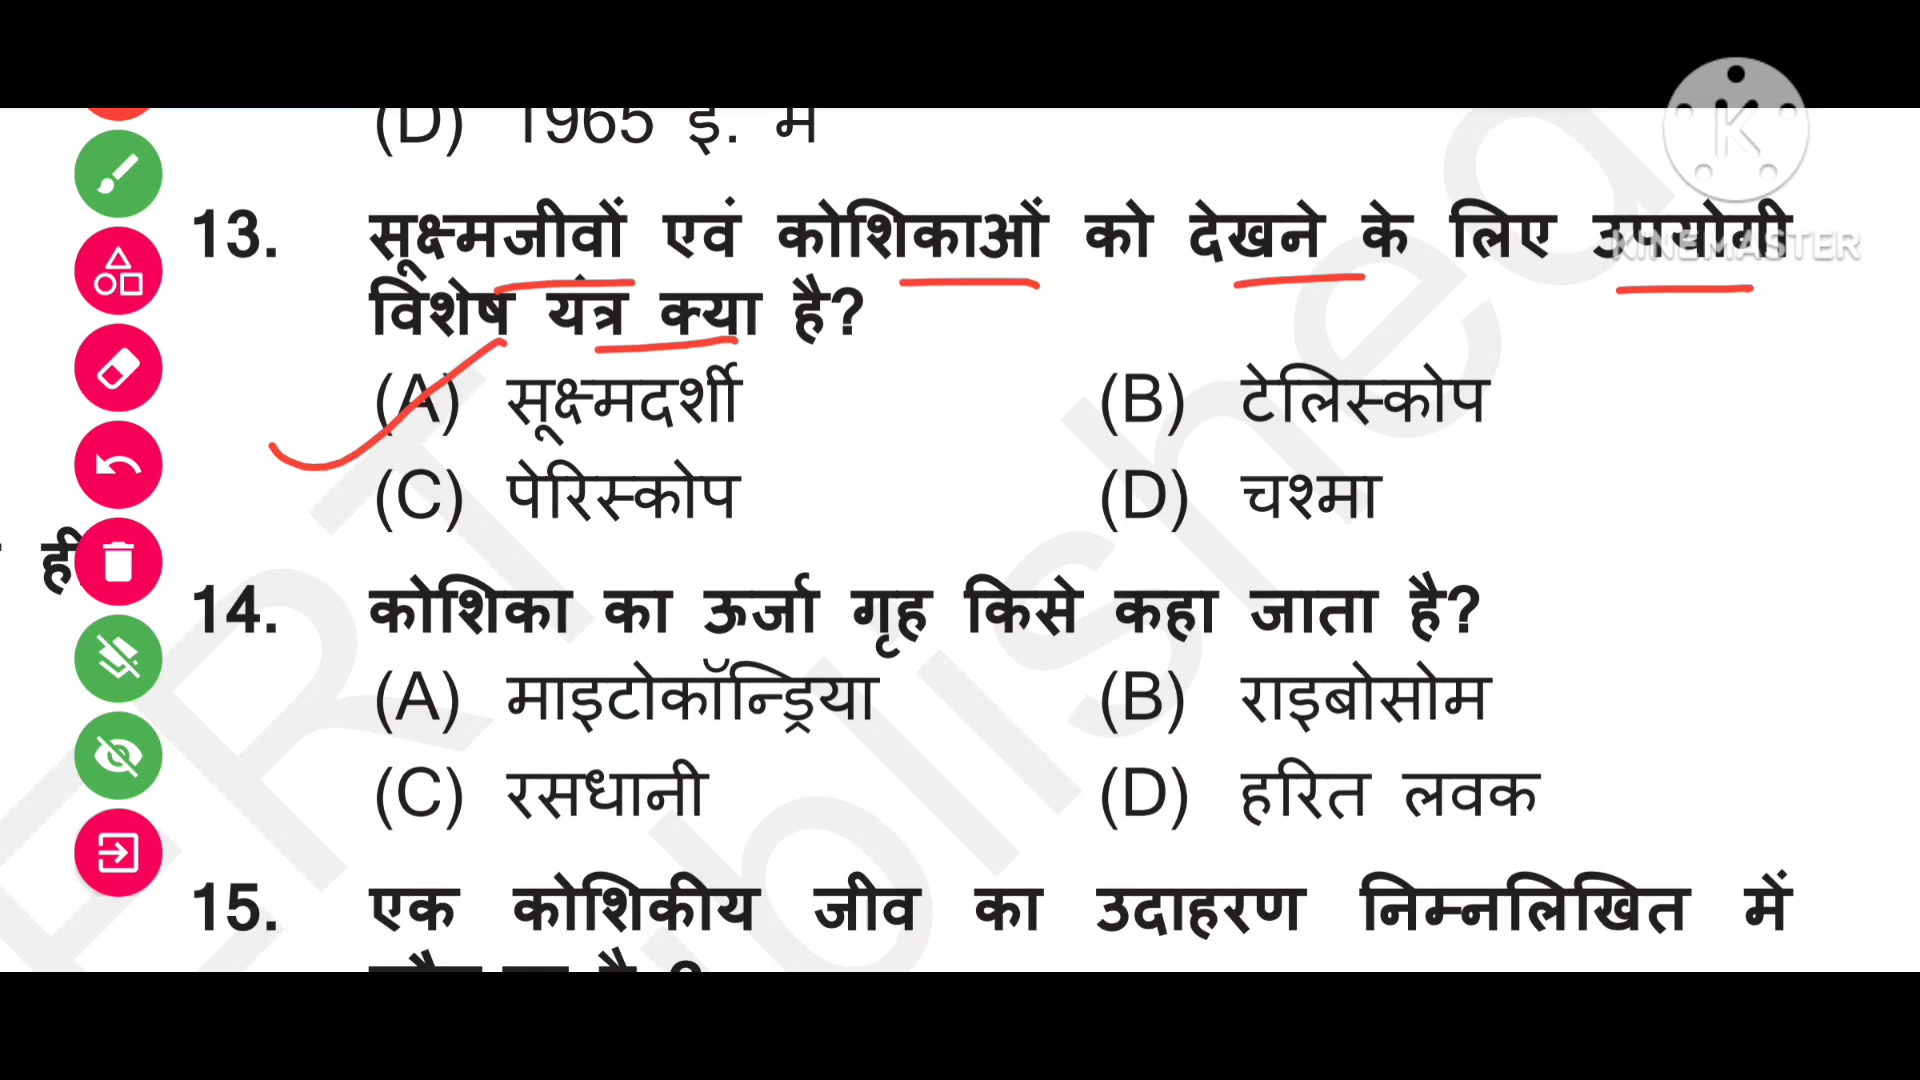 (D) 1965 इ. म
KINEMASTER
13. सूक्ष्मजीवों एवं कोशिकाओं को देखने के लिए उपयोगी
विशेष यंत्र क्या है?
(A) सूक्ष्मदर्शी (B) टेलिस्कोप
(C) पेरिस्कोप (D) चश्मा
ही
14. कोशिका का ऊर्जा गृह किसे कहा जाता है?
(A) माइटोकॉन्ड्रिया (B) राइबोसोम
(C) रसधानी (D) हरित लवक
15. एक कोशिकीय जीव का उदाहरण निम्नलिखित में